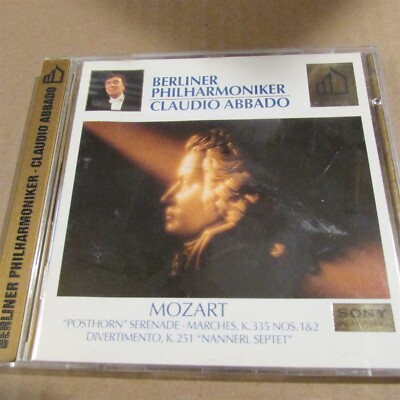 BERLINER PHILHARMONIKER · CLAUDIO ABBADO
BERLINER
PHILHARMONIKER
CLAUDIO ABBADO
MOZART
"POSTHORN" SERENADE · MARCHES, K. 335 NOS. 1&2
DIVERTIMENTO, K. 251 "NANNERL SEPTET"
SONY